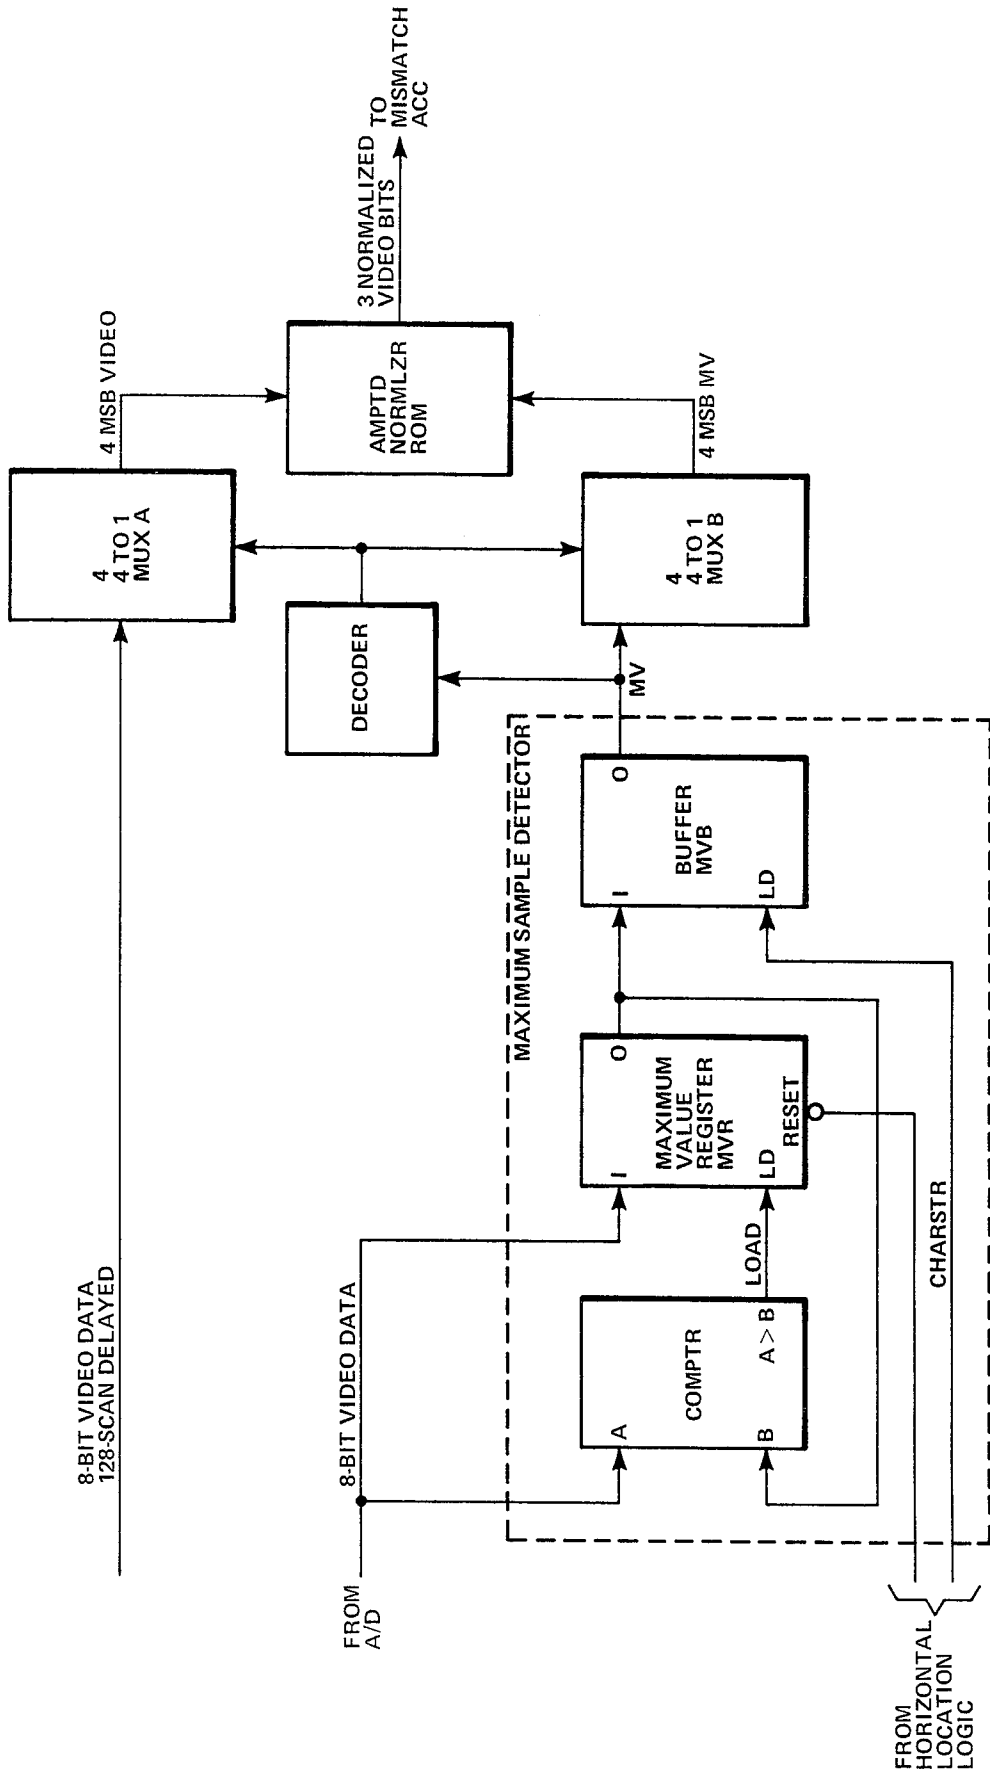 8-BIT VIDEO DATA
128-SCAN DELAYED
4
4 TO 1
MUX A
4 MSB VIDEO
FROM
A/D
8-BIT VIDEO DATA
DECODER
AMPTD
NORMLZR
ROM
3 NORMALIZED
VIDEO BITS
TO
MISMATCH
ACC
MAXIMUM SAMPLE DETECTOR
A
B
COMPTR
A > B
LOAD
I
O
MAXIMUM
VALUE
REGISTER
MVR
LD
RESET
I
O
BUFFER
MVB
LD
MV
4
4 TO 1
MUX B
4 MSB MV
FROM
HORIZONTAL
LOCATION
LOGIC
CHARSTR